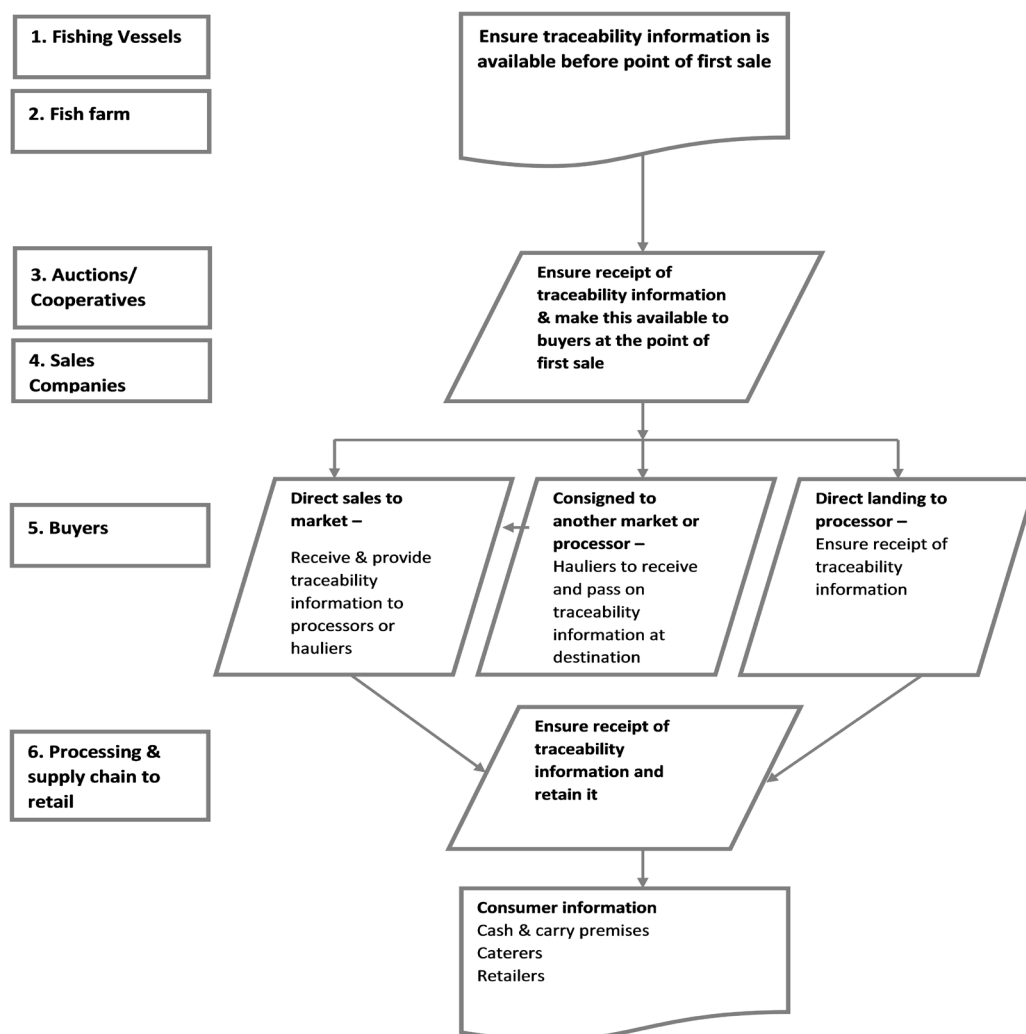 1. Fishing Vessels
Ensure traceability information is
available before point of first sale
2. Fish farm
3. Auctions/
Cooperatives
Ensure receipt of
traceability information
& make this available to
buyers at the point of
first sale
4. Sales
Companies
5. Buyers
Direct sales to
market –
Receive & provide
traceability
information to
processors or
hauliers
Consigned to
another market or
processor –
Hauliers to receive
and pass on
traceability
information at
destination
Direct landing to
processor –
Ensure receipt of
traceability
information
6. Processing &
supply chain to
retail
Ensure receipt of
traceability
information and
retain it
Consumer information
Cash & carry premises
Caterers
Retailers